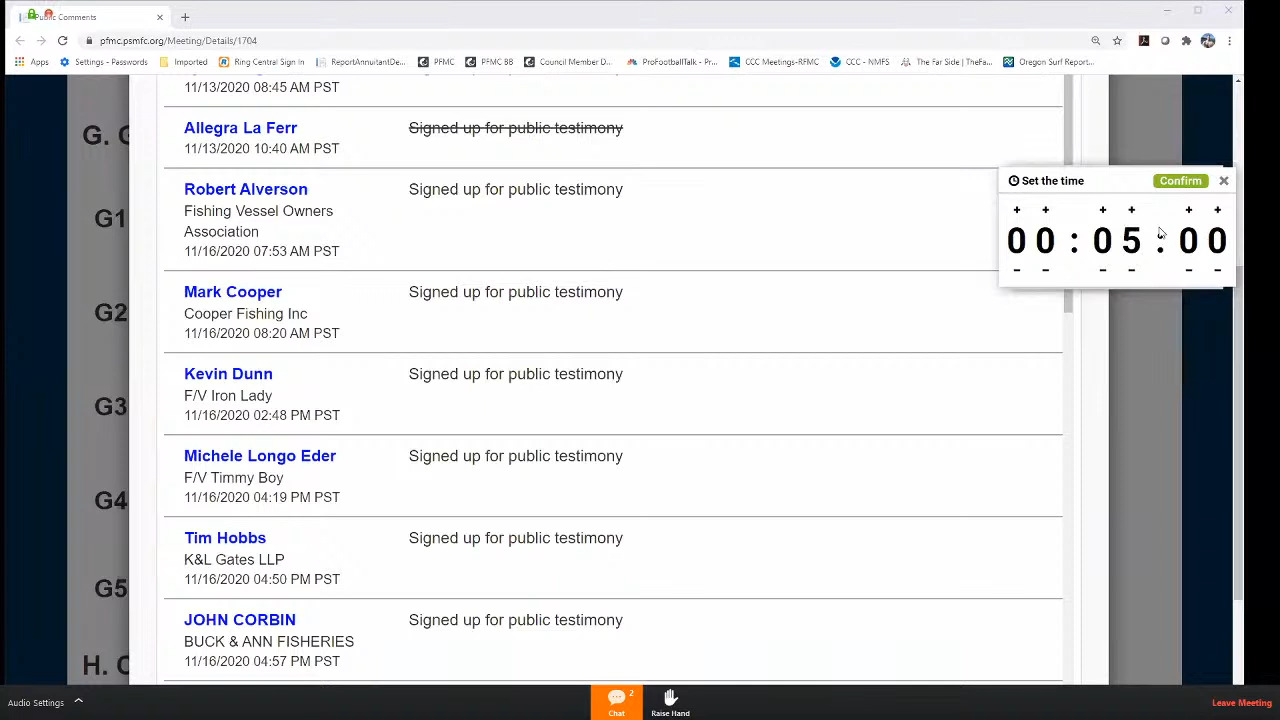 Public Comments
pfmc.psmfc.org/Meeting/Details/1704
Apps Settings - Passwords Imported Ring Central Sign in ReportAnnuitantDe... PFMC PFMC BB Council Member D... ProFootballTalk - Pr... CCC Meetings-RFMC CCC - NMFS The Far Side | TheFa... Oregon Surf Report...
11/13/2020 08:45 AM PST
G. G
Allegra La Ferr Signed up for public testimony
11/13/2020 10:40 AM PST
Robert Alverson Signed up for public testimony
Fishing Vessel Owners
Association
11/16/2020 07:53 AM PST
G1
Set the time Confirm
+ + + + + +
00 : 05 : 00
- - - - - -
Mark Cooper Signed up for public testimony
Cooper Fishing Inc
11/16/2020 08:20 AM PST
G2
Kevin Dunn Signed up for public testimony
F/V Iron Lady
11/16/2020 02:48 PM PST
G3
Michele Longo Eder Signed up for public testimony
F/V Timmy Boy
11/16/2020 04:19 PM PST
G4
Tim Hobbs Signed up for public testimony
K&L Gates LLP
11/16/2020 04:50 PM PST
G5
JOHN CORBIN Signed up for public testimony
BUCK & ANN FISHERIES
11/16/2020 04:57 PM PST
H. C
Audio Settings
2
Chat
Raise Hand
Leave Meeting